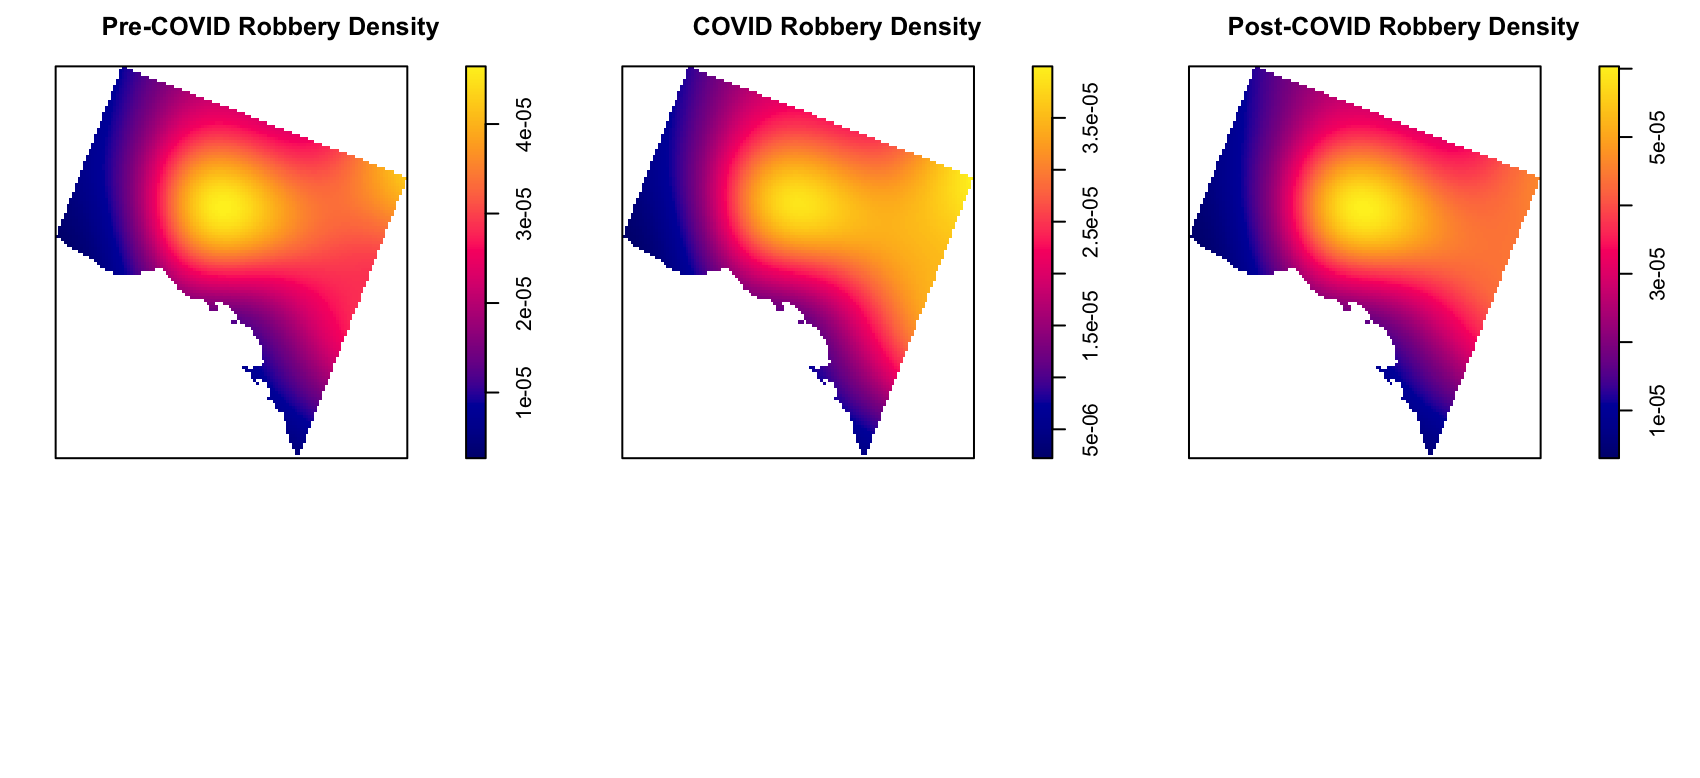 Pre-COVID Robbery Density
COVID Robbery Density
Post-COVID Robbery Density
4e-05
3e-05
2e-05
1e-05
3.5e-05
2.5e-05
1.5e-05
5e-06
5e-05
3e-05
1e-05